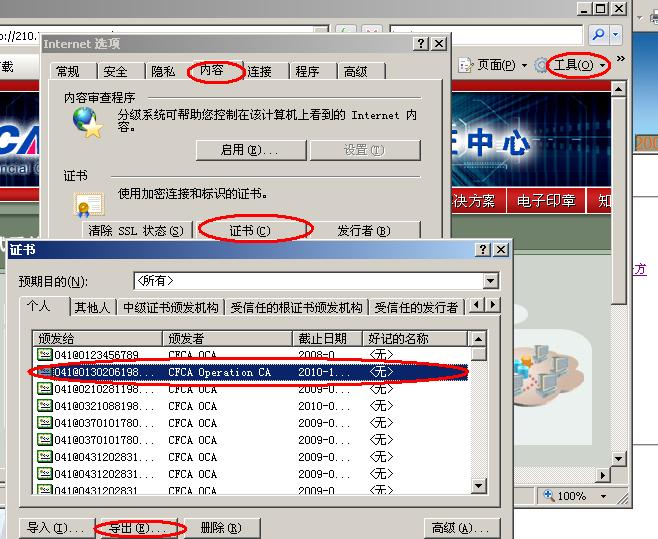 p://210.
Internet 选项
载
页面(P)
工具(O)
»
常规 安全 隐私 内容 连接 程序 高级
内容审查程序
分级系统可帮助您控制在该计算机上看到的 Internet 内
容。
启用(E)... 设置(T)
证书
使用加密连接和标识的证书。
清除 SSL 状态(S) 证书(C) 发行者(B)
CA
中心
决方案 电子印章 知
方
证书
预期目的(N): <所有>
个人 其他人 中级证书颁发机构 受信任的根证书颁发机构 受信任的发行者
颁发给 颁发者 截止日期 好记的名称
041@0123456789 CFCA OCA 2008-0... <无>
041@0130206198... CFCA Operation CA 2010-1... <无>
041@0210281198... CFCA OCA 2009-0... <无>
041@0321088198... CFCA OCA 2010-0... <无>
041@0370101780... CFCA OCA 2009-0... <无>
041@0370101780... CFCA OCA 2009-0... <无>
041@0431202831... CFCA OCA 2009-0... <无>
041@0431202831... CFCA OCA 2009-0... <无>
041@0431202831... CFCA OCA 2009-0... <无>
导入(I)... 导出(E)... 删除(R) 高级(A)...
100%